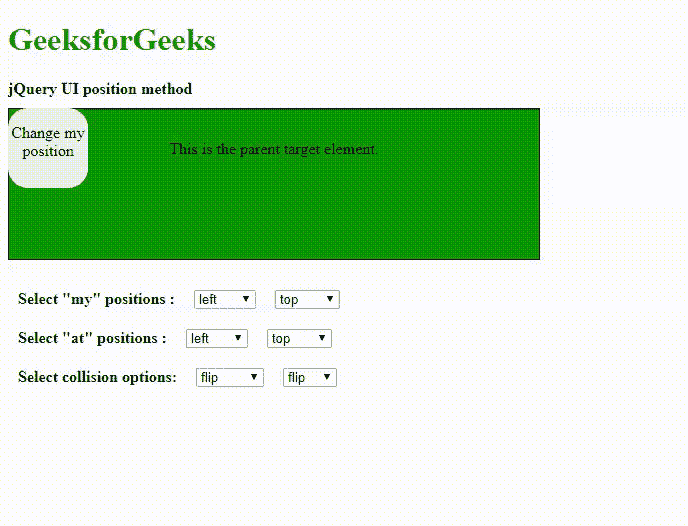 GeeksforGeeks
jQuery UI position method
Change my
position
This is the parent target element.
Select "my" positions : left top
Select "at" positions : left top
Select collision options: flip flip